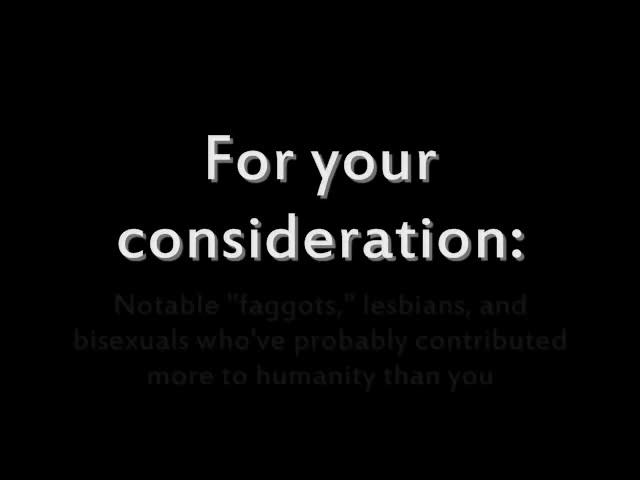 For your
consideration:
Notable "faggots," lesbians, and
bisexuals who've probably contributed
more to humanity than you